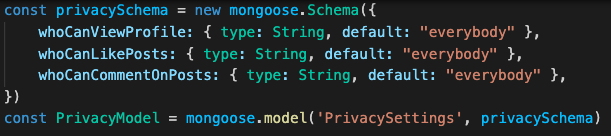 const privacySchema = new mongoose.Schema({
    whoCanViewProfile: { type: String, default: "everybody" },
    whoCanLikePosts: { type: String, default: "everybody" },
    whoCanCommentOnPosts: { type: String, default: "everybody" },
})
const PrivacyModel = mongoose.model('PrivacySettings', privacySchema)